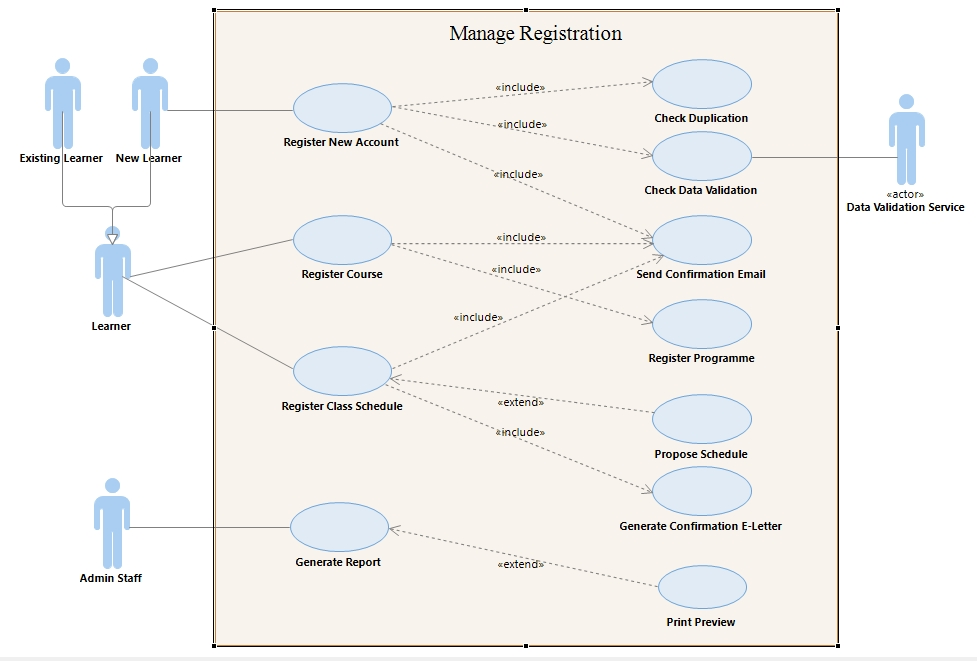 Manage Registration
«include»
Check Duplication
«include»
Register New Account
Existing Learner
New Learner
«include»
Check Data Validation
«actor»
Data Validation Service
«include»
Register Course
«include»
Send Confirmation Email
Learner
«include»
Register Programme
Register Class Schedule
«extend»
«include»
Propose Schedule
Generate Confirmation E-Letter
Admin Staff
Generate Report
«extend»
Print Preview